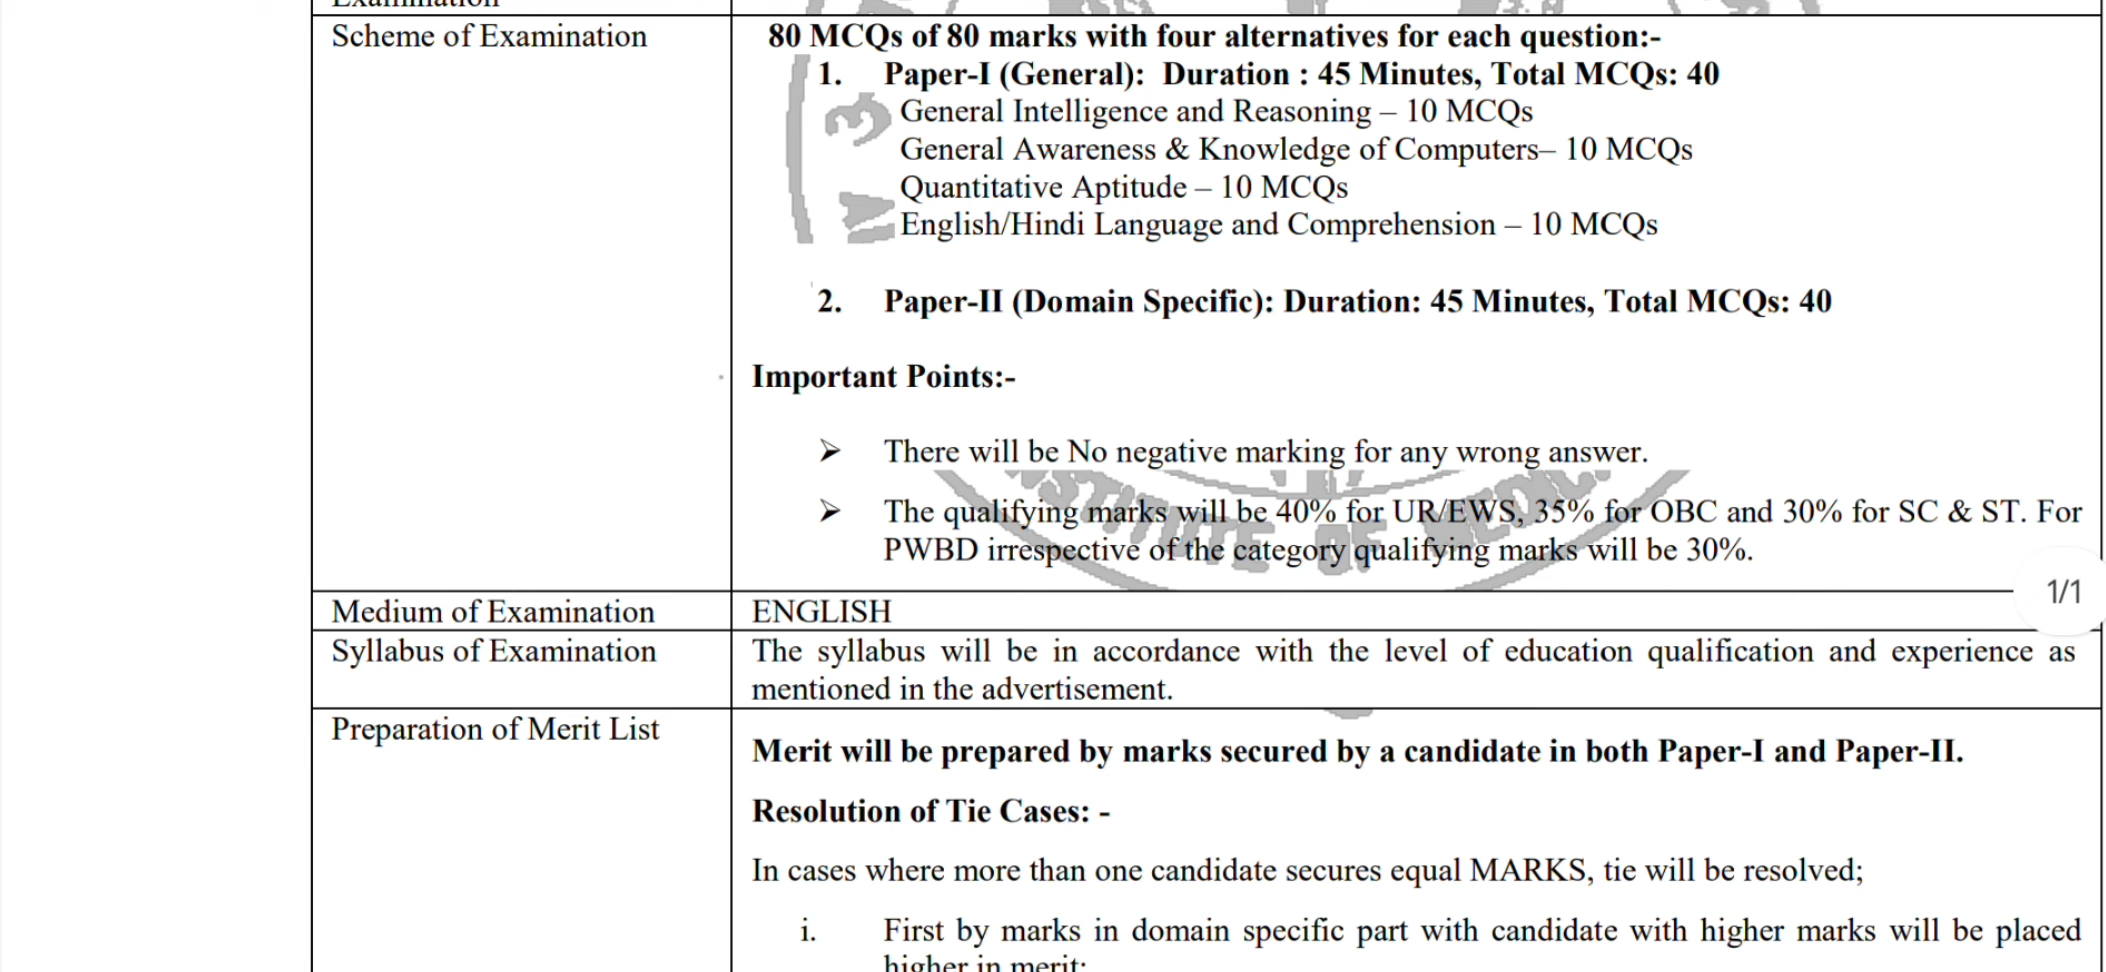 Examination
Scheme of Examination
80 MCQs of 80 marks with four alternatives for each question:-
1. Paper-I (General): Duration : 45 Minutes, Total MCQs: 40
General Intelligence and Reasoning – 10 MCQs
General Awareness & Knowledge of Computers– 10 MCQs
Quantitative Aptitude – 10 MCQs
English/Hindi Language and Comprehension – 10 MCQs
2. Paper-II (Domain Specific): Duration: 45 Minutes, Total MCQs: 40
Important Points:-
➢ There will be No negative marking for any wrong answer.
➢ The qualifying marks will be 40% for UR/EWS, 35% for OBC and 30% for SC & ST. For
PWBD irrespective of the category qualifying marks will be 30%.
1/1
Medium of Examination
ENGLISH
Syllabus of Examination
The syllabus will be in accordance with the level of education qualification and experience as
mentioned in the advertisement.
Preparation of Merit List
Merit will be prepared by marks secured by a candidate in both Paper-I and Paper-II.
Resolution of Tie Cases: -
In cases where more than one candidate secures equal MARKS, tie will be resolved;
i. First by marks in domain specific part with candidate with higher marks will be placed
higher in merit;